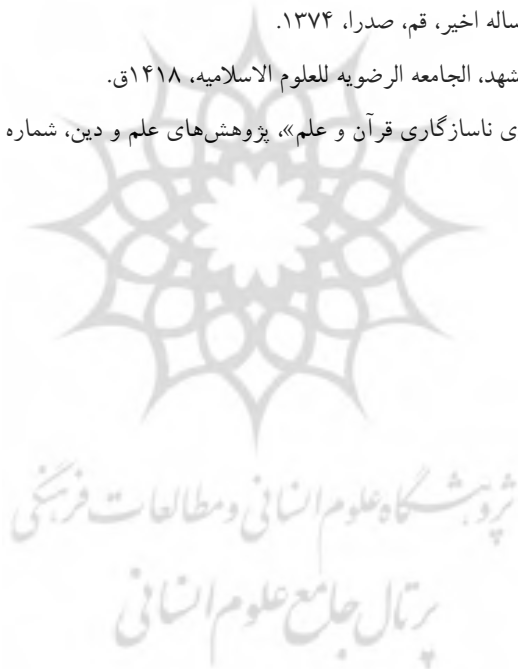 ساله اخیر، قم، صدرا، ۱۳۷۴.
شهد، الجامعه الرضویه للعلوم الاسلامیه، ۱۴۱۸ق.
ی ناسازگاری قرآن و علم»، پژوهش‌های علم و دین، شماره
پژوهشگاه علوم انسانی و مطالعات فرهنگی
پرتال جامع علوم انسانی